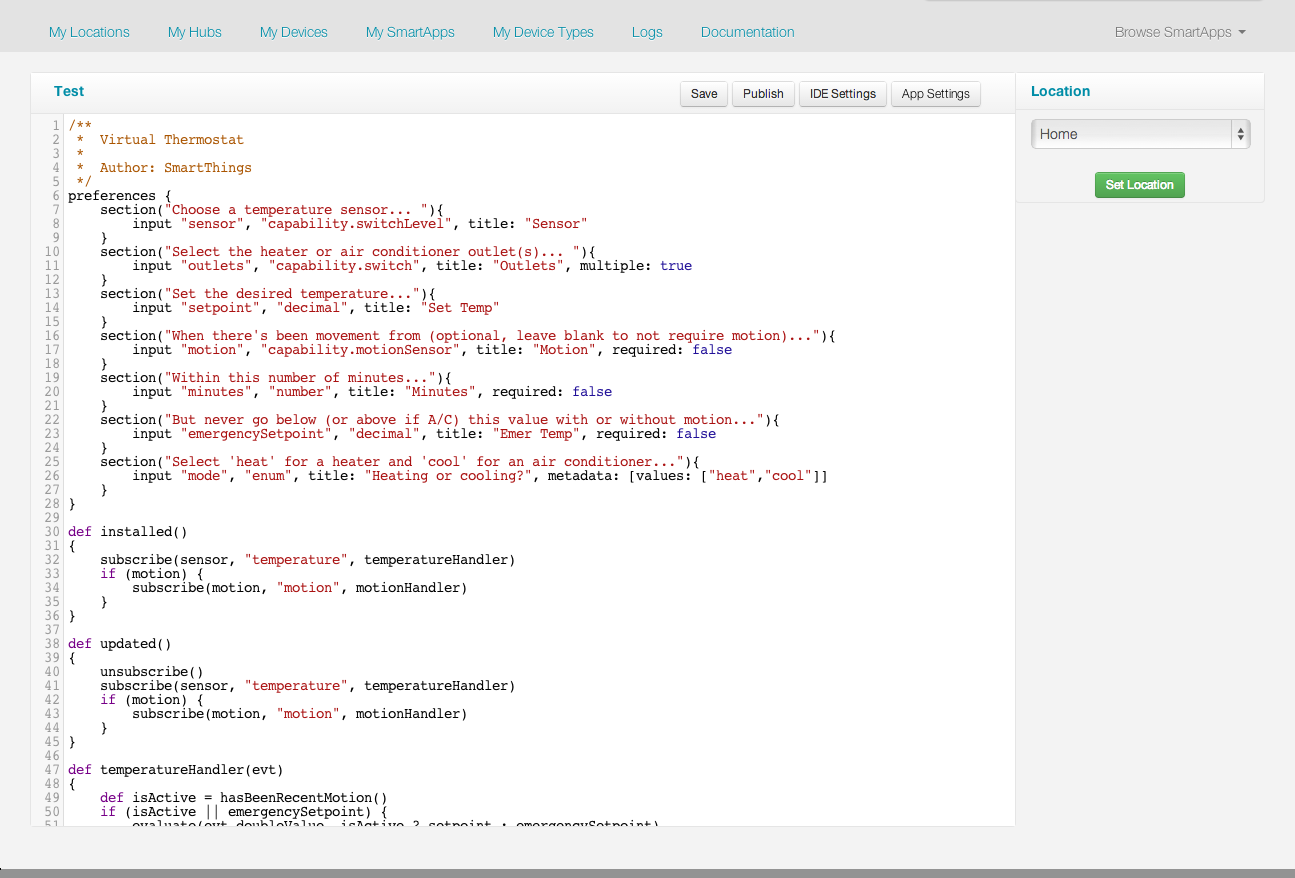 My Locations My Hubs My Devices My SmartApps My Device Types Logs Documentation Browse SmartApps
Test Save Publish IDE Settings App Settings
1 /**
2  *  Virtual Thermostat
3  *
4  *  Author: SmartThings
5  */
6 preferences {
7     section("Choose a temperature sensor... "){
8         input "sensor", "capability.switchLevel", title: "Sensor"
9     }
10     section("Select the heater or air conditioner outlet(s)... "){
11         input "outlets", "capability.switch", title: "Outlets", multiple: true
12     }
13     section("Set the desired temperature..."){
14         input "setpoint", "decimal", title: "Set Temp"
15     }
16     section("When there's been movement from (optional, leave blank to not require motion)..."){
17         input "motion", "capability.motionSensor", title: "Motion", required: false
18     }
19     section("Within this number of minutes..."){
20         input "minutes", "number", title: "Minutes", required: false
21     }
22     section("But never go below (or above if A/C) this value with or without motion..."){
23         input "emergencySetpoint", "decimal", title: "Emer Temp", required: false
24     }
25     section("Select 'heat' for a heater and 'cool' for an air conditioner..."){
26         input "mode", "enum", title: "Heating or cooling?", metadata: [values: ["heat","cool"]]
27     }
28 }
29
30 def installed()
31 {
32     subscribe(sensor, "temperature", temperatureHandler)
33     if (motion) {
34         subscribe(motion, "motion", motionHandler)
35     }
36 }
37
38 def updated()
39 {
40     unsubscribe()
41     subscribe(sensor, "temperature", temperatureHandler)
42     if (motion) {
43         subscribe(motion, "motion", motionHandler)
44     }
45 }
46
47 def temperatureHandler(evt)
48 {
49     def isActive = hasBeenRecentMotion()
50     if (isActive || emergencySetpoint) {
51         evaluate(evt.doubleValue, isActive ? setpoint : emergencySetpoint)
Location
Home
Set Location